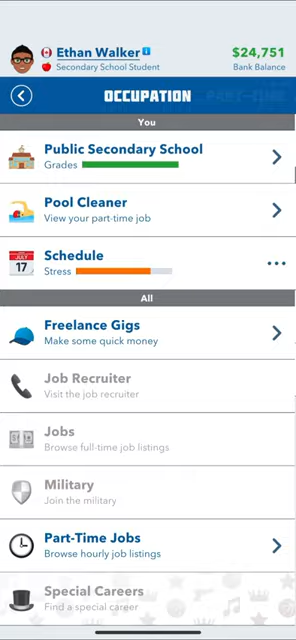 Ethan Walker
$24,751
Secondary School Student
Bank Balance
OCCUPATION
You
Public Secondary School
Grades
Pool Cleaner
View your part-time job
JULY
17
Schedule
Stress
All
Freelance Gigs
Make some quick money
Job Recruiter
Visit the job recruiter
Jobs
Browse full-time job listings
Military
Join the military
Part-Time Jobs
Browse hourly job listings
Special Careers
Find a special career